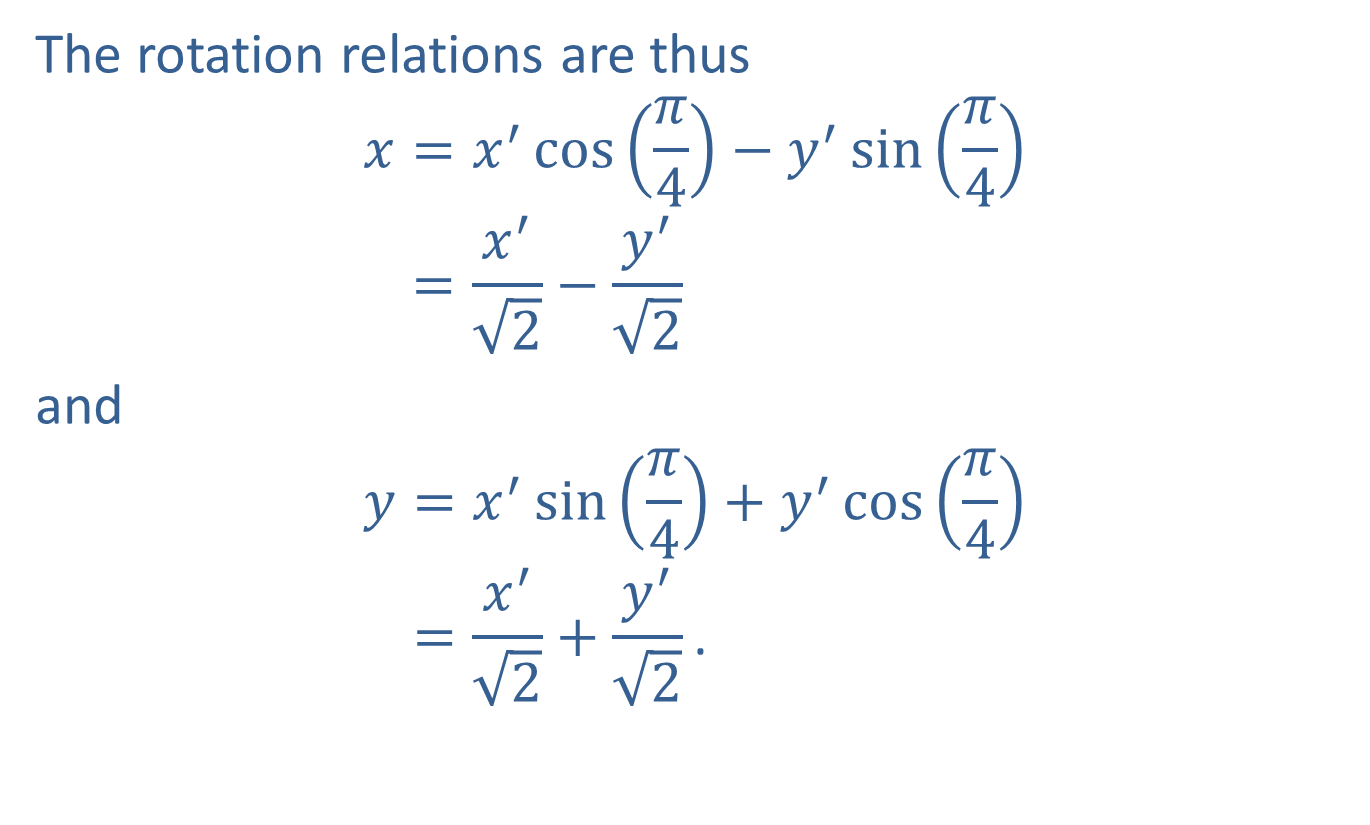 The rotation relations are thus
x = x′ cos(π/4) − y′ sin(π/4)
= x′/√2 − y′/√2
and
y = x′ sin(π/4) + y′ cos(π/4)
= x′/√2 + y′/√2 .